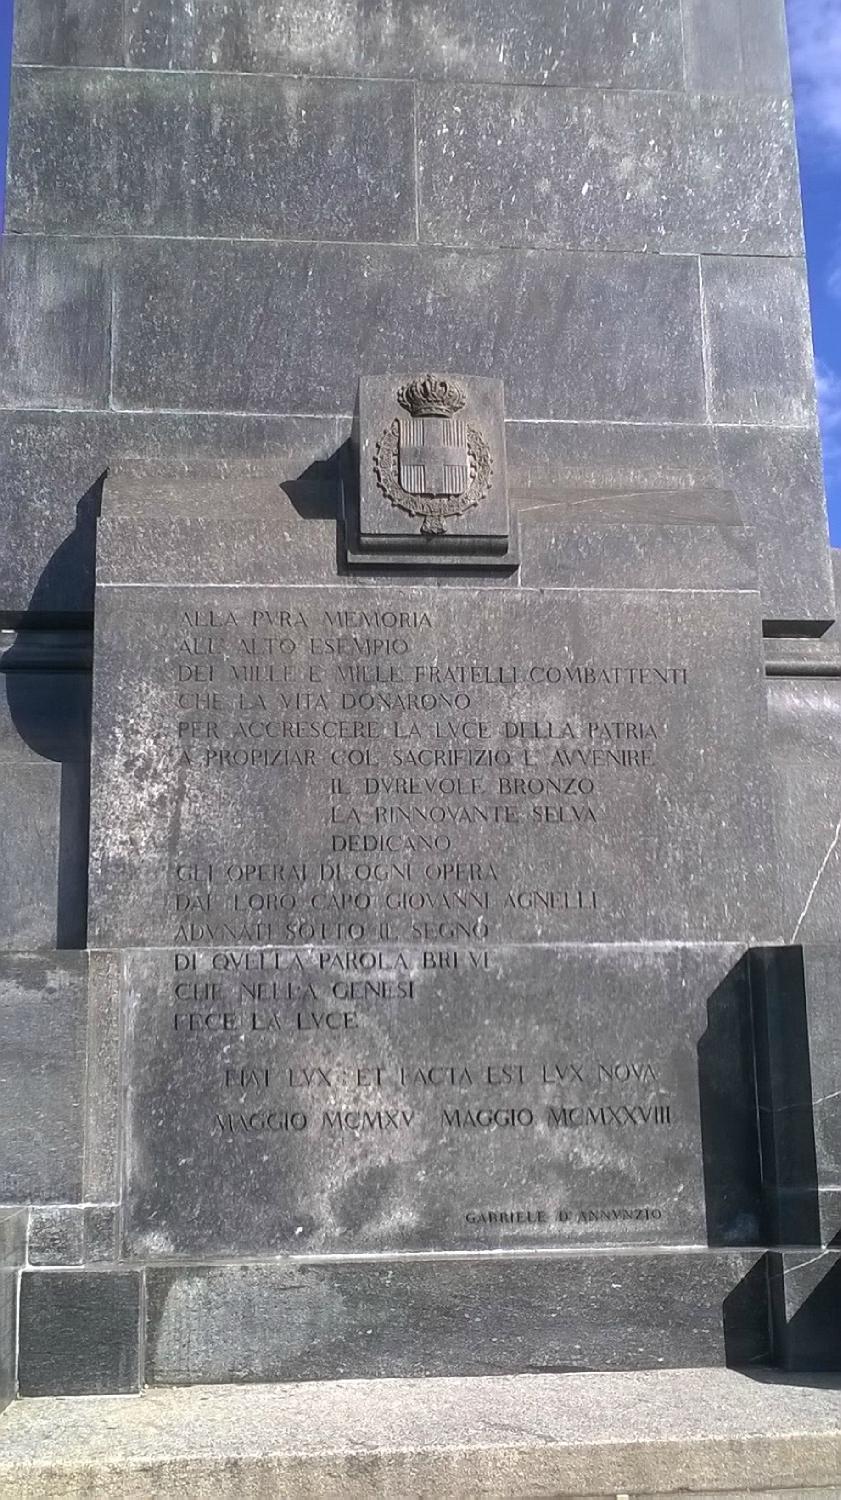 ALLA PVRA MEMORIA
ALL' ALTO ESEMPIO
DEI MILLE E MILLE FRATELLI COMBATTENTI
CHE LA VITA DONARONO
PER ACCRESCERE LA LVCE DELLA PATRIA
A PROPIZIAR COL SACRIFIZIO L' AVVENIRE
IL DVREVOLE BRONZO
LA RINNOVANTE SELVA
DEDICANO
GLI OPERAI DI OGNI OPERA
DAL LORO CAPO GIOVANNI AGNELLI
ADVNATI SOTTO IL SEGNO
DI QVELLA PAROLA BREVE
CHE NELLA GENESI
FECE LA LVCE
FIAT LVX: ET FACTA EST LVX NOVA
MAGGIO MCMXV MAGGIO MCMXXVIII
GABRIELE D'ANNVNZIO